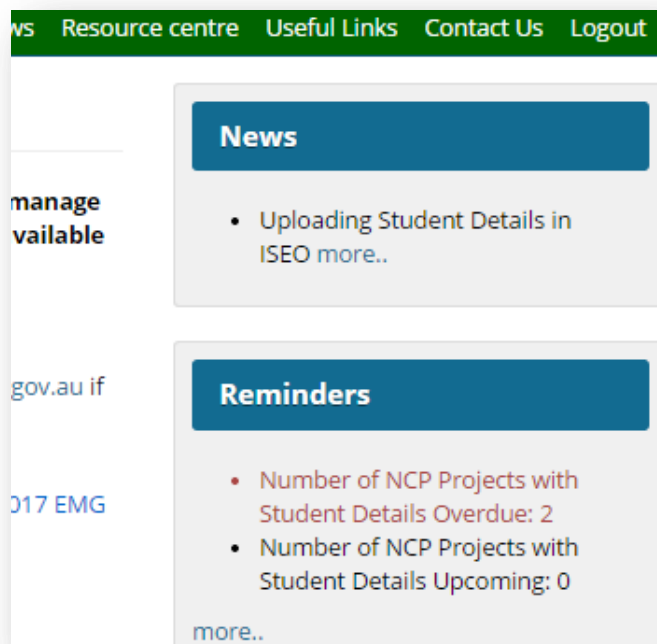 ws Resource centre Useful Links Contact Us Logout
manage
vailable
gov.au if
017 EMG
News
Uploading Student Details in
ISEO more..
Reminders
Number of NCP Projects with
Student Details Overdue: 2
Number of NCP Projects with
Student Details Upcoming: 0
more..